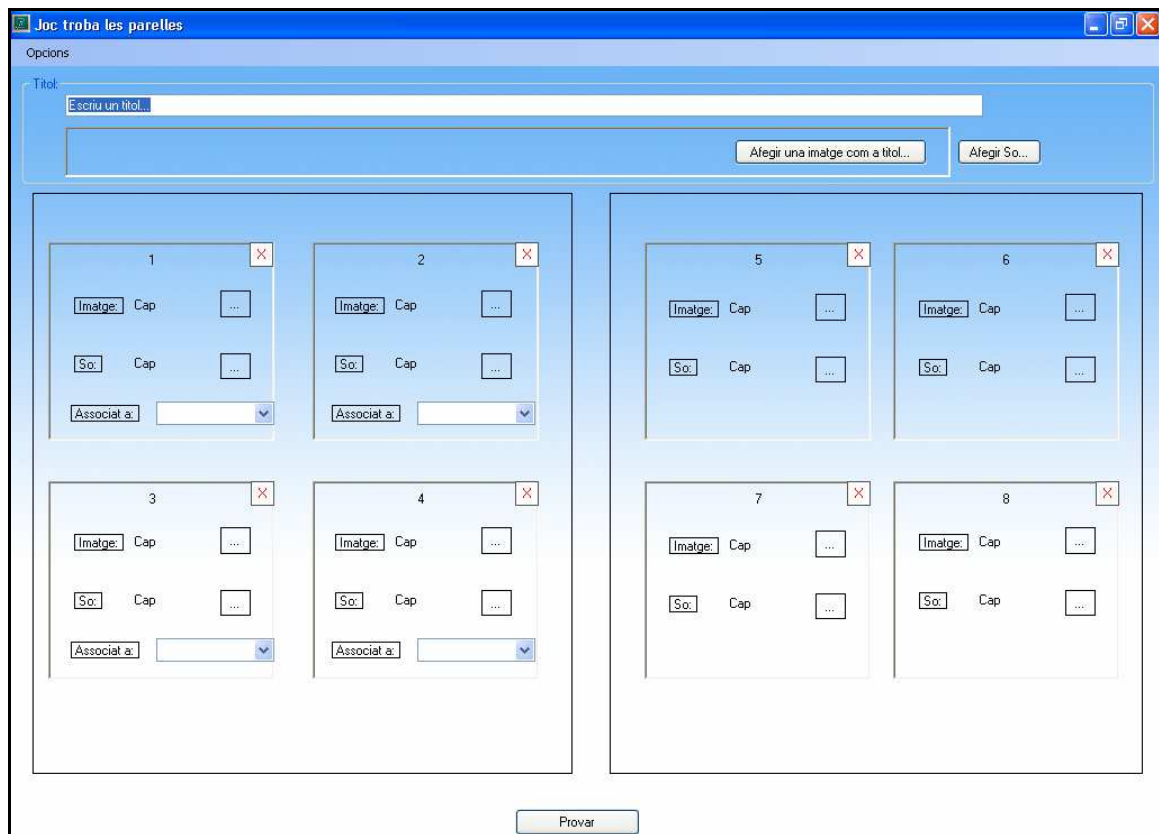 Joc troba les parelles
Opcions
Titol:
Escriu un titol...
Afegir una imatge com a titol... Afegir So...
1 X 2 X 5 X 6 X
Imatge: Cap ... Imatge: Cap ... Imatge: Cap ... Imatge: Cap ...
So: Cap ... So: Cap ... So: Cap ... So: Cap ...
Associat a: Associat a:
3 X 4 X 7 X 8 X
Imatge: Cap ... Imatge: Cap ... Imatge: Cap ... Imatge: Cap ...
So: Cap ... So: Cap ... So: Cap ... So: Cap ...
Associat a: Associat a:
Provar